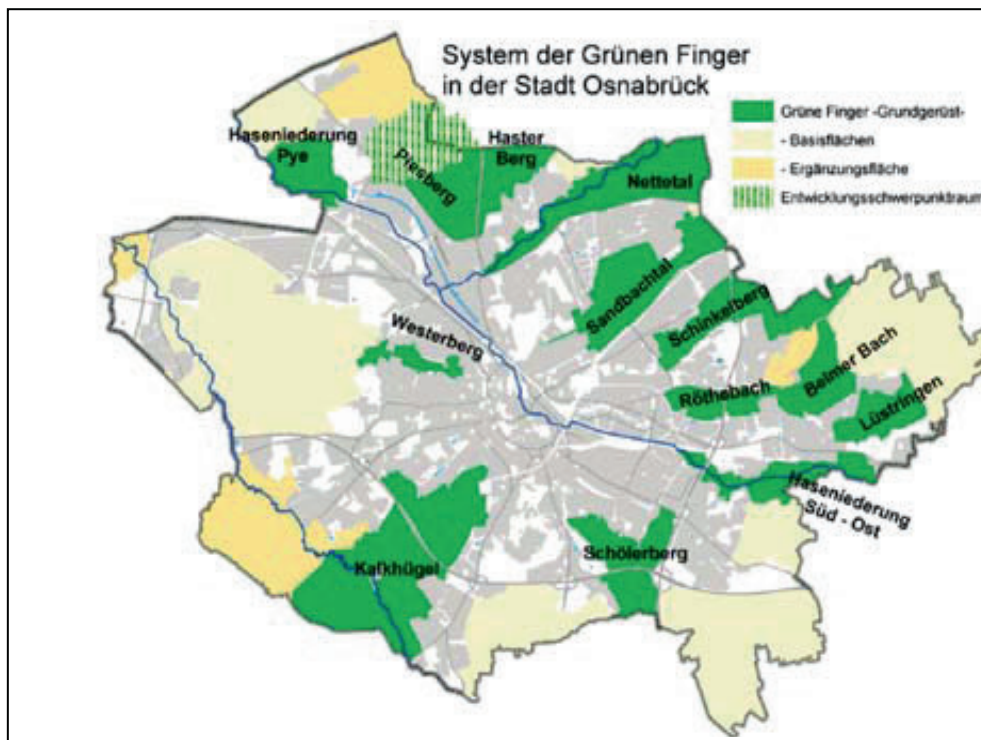 System der Grünen Finger
in der Stadt Osnabrück
Grüne Finger -Grundgerüst-
- Basisflächen
- Ergänzungsfläche
Entwicklungsschwerpunktraum
Haseniederung
Pye
Piesberg
Haster
Berg
Nettetal
Sandbachtal
Schinkelberg
Westerberg
Röthebach
Belmer Bach
Lüstringen
Haseniederung
Süd - Ost
Schölerberg
Kalkhügel